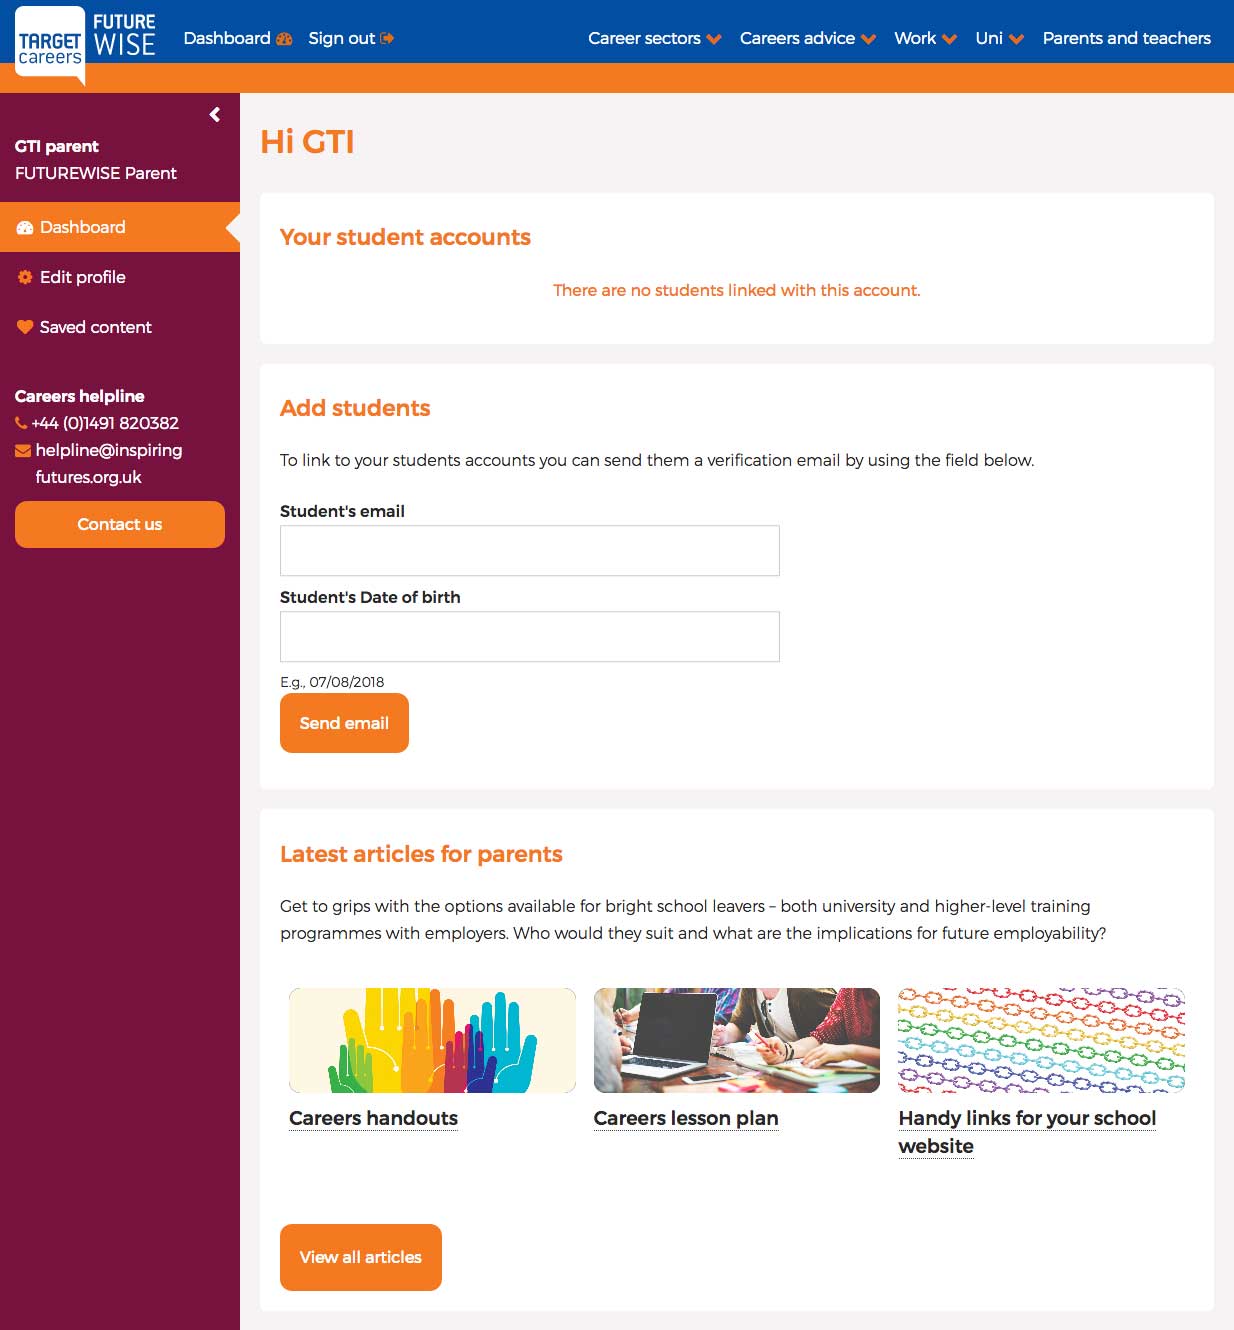 TARGET
careers
FUTURE
WISE
Dashboard Sign out Career sectors Careers advice Work Uni Parents and teachers
GTI parent
FUTUREWISE Parent
Dashboard
Edit profile
Saved content
Careers helpline
+44 (0)1491 820382
helpline@inspiring
futures.org.uk
Contact us
Hi GTI
Your student accounts
There are no students linked with this account.
Add students
To link to your students accounts you can send them a verification email by using the field below.
Student's email
Student's Date of birth
E.g., 07/08/2018
Send email
Latest articles for parents
Get to grips with the options available for bright school leavers – both university and higher-level training
programmes with employers. Who would they suit and what are the implications for future employability?
Careers handouts
Careers lesson plan
Handy links for your school
website
View all articles